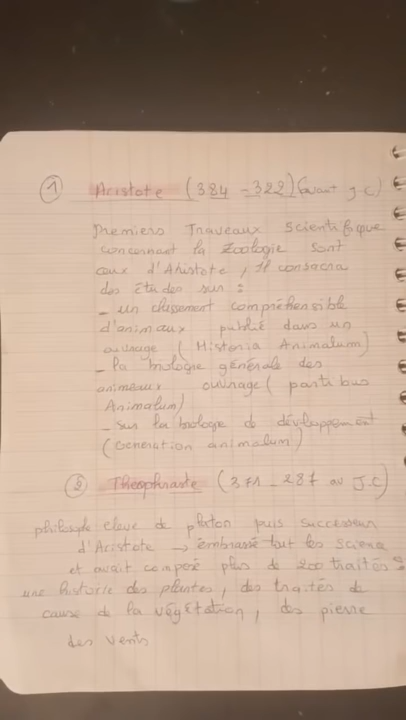 ① Aristote (384 - 322) (avant J-C)
Premiers Traveaux scientifique
concernant la Zoologie sont
ceux d'Aristote, Il consacra
des études sur :
- un classement compréhensible
d'animaux publié dans un
ouvrage (Historia Animalum)
- la biologie générale des
animaux ouvrage (partibus
Animalum)
- sur la biologie de développement
(Generation animalum)
② Théophraste (371 - 287 av J.C)
philosophe eleve de platon puis successeur
d'Aristote → embrassé tout les science
et avait composé plus de 200 traités :
une histoire des plantes, des traités de
cause de la végétation, des pierre
des vents